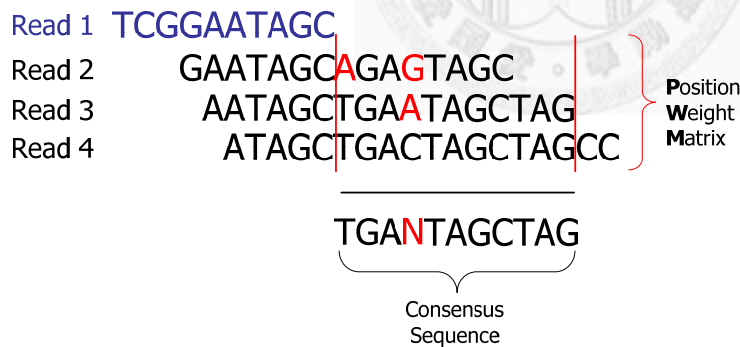 Read 1 TCGGAATAGC
Read 2 GAATAGCAGAGTAGC
Read 3 AATAGCTGAATAGCTAG
Read 4 ATAGCTGACTAGCTAGCC
Position
Weight
Matrix
TGANTAGCTAG
Consensus
Sequence